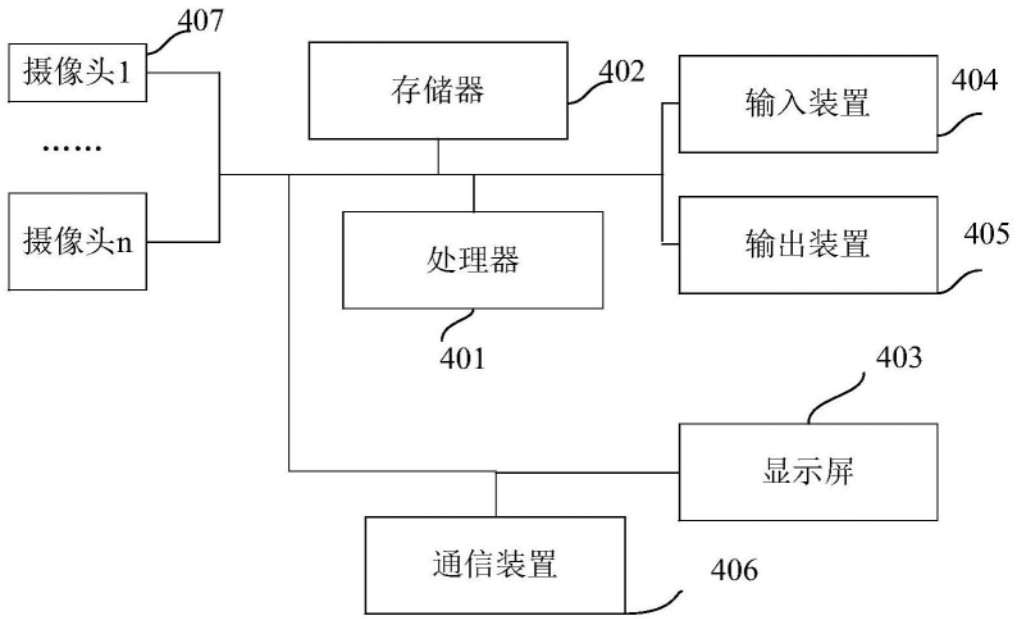 407
摄像头1
……
摄像头n
存储器
402
处理器
401
输入装置
404
输出装置
405
403
显示屏
通信装置
406